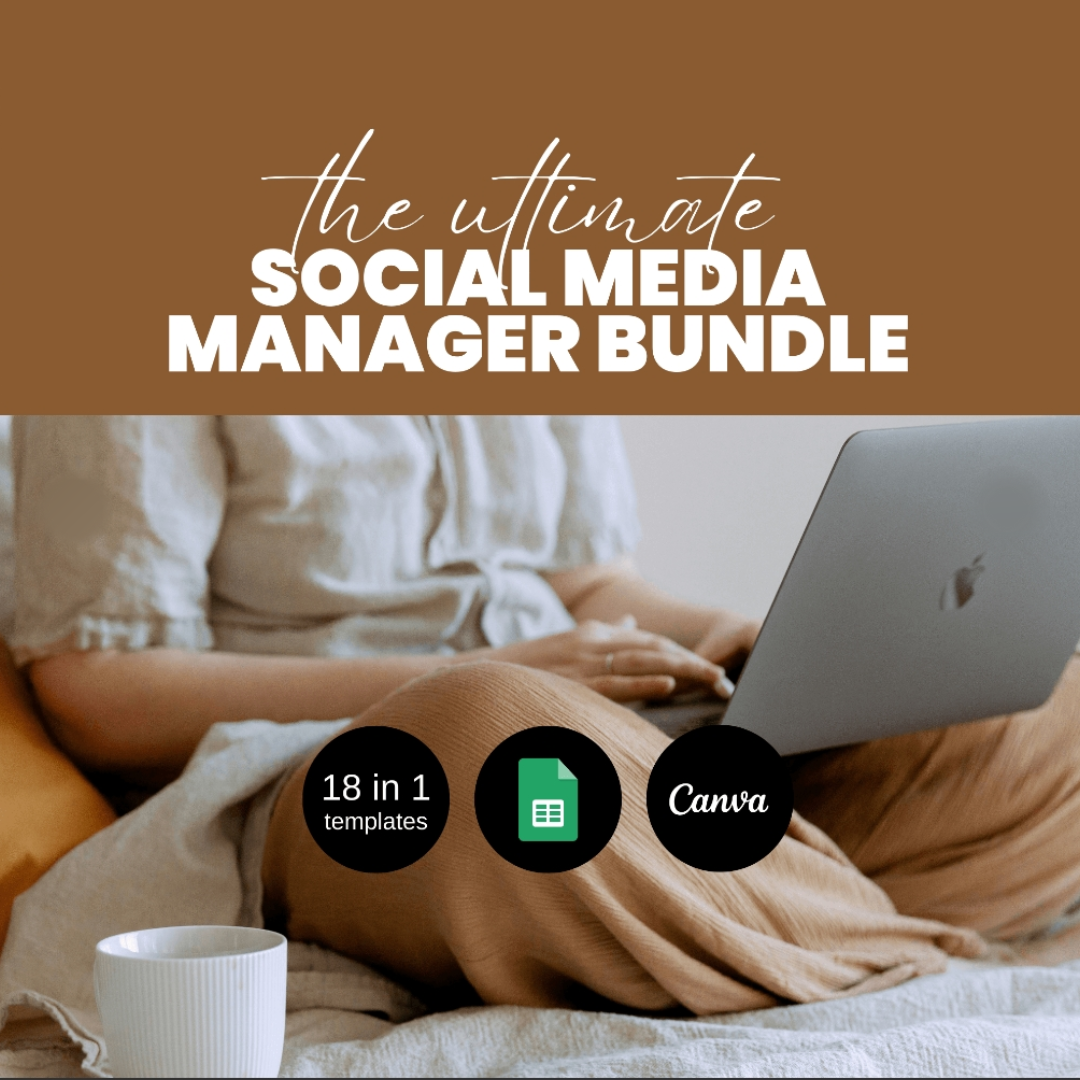 the ultimate
SOCIAL MEDIA
MANAGER BUNDLE
18 in 1
templates
Canva